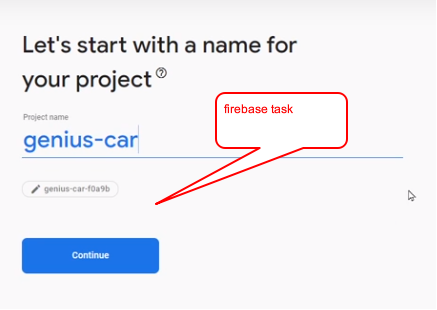 Let's start with a name for
your project
Project name
genius-car
genius-car-f0a9b
Continue
firebase task